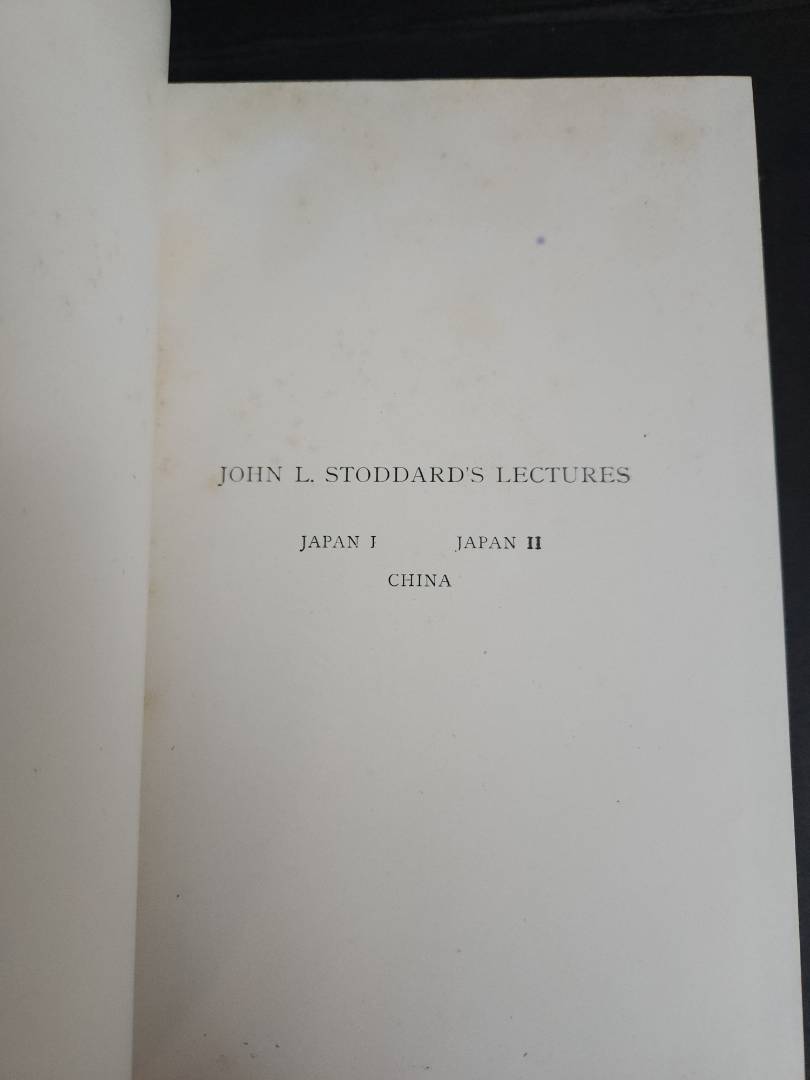 JOHN L. STODDARD'S LECTURES
JAPAN I JAPAN II
CHINA